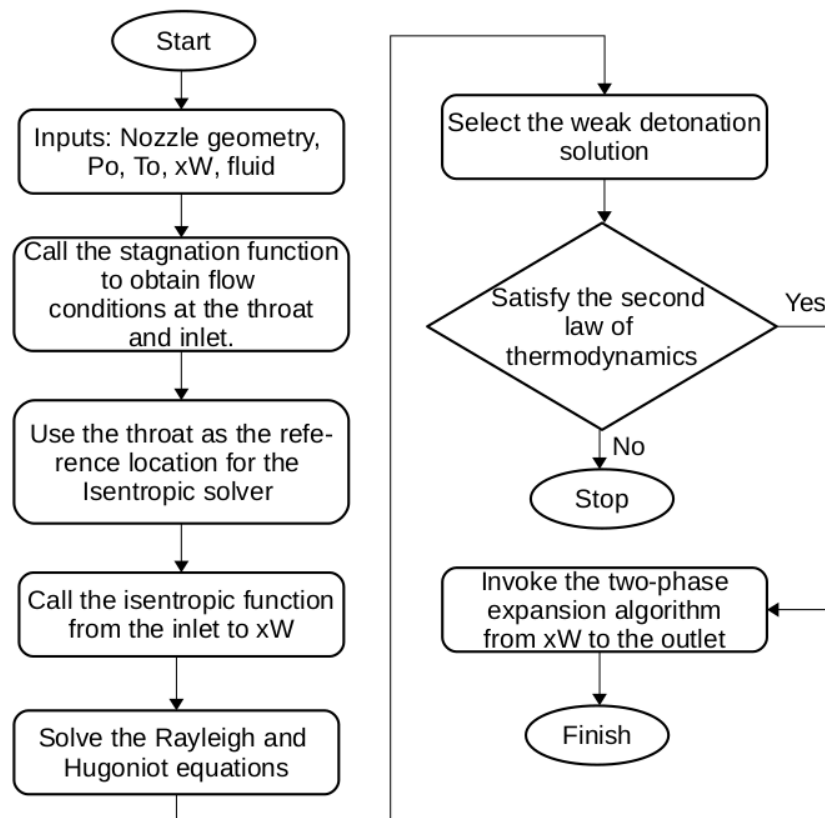 Start
Inputs: Nozzle geometry,
Po, To, xW, fluid
Call the stagnation function
to obtain flow
conditions at the throat
and inlet.
Use the throat as the refe-
rence location for the
Isentropic solver
Call the isentropic function
from the inlet to xW
Solve the Rayleigh and
Hugoniot equations
Select the weak detonation
solution
Satisfy the second
law of
thermodynamics
Yes
No
Stop
Invoke the two-phase
expansion algorithm
from xW to the outlet
Finish